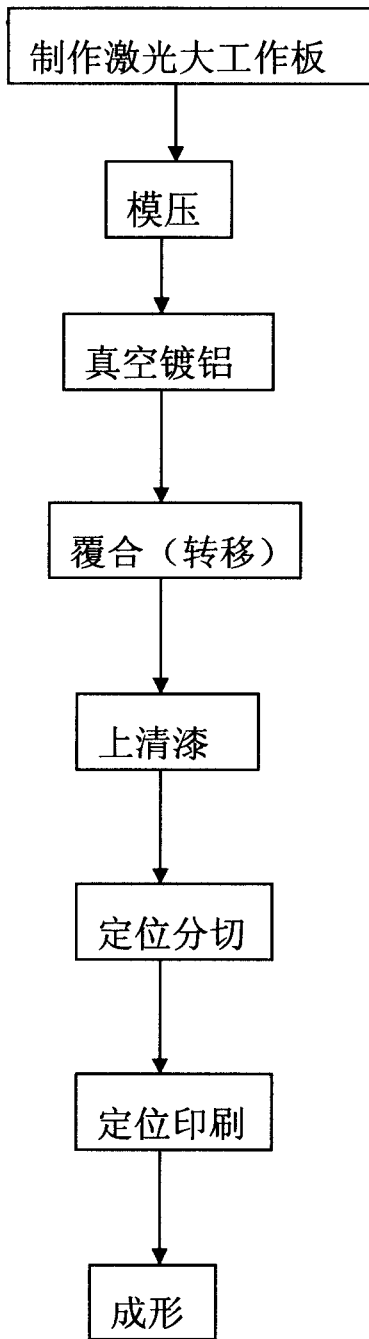 制作激光大工作板
模压
真空镀铝
覆合（转移）
上清漆
定位分切
定位印刷
成形